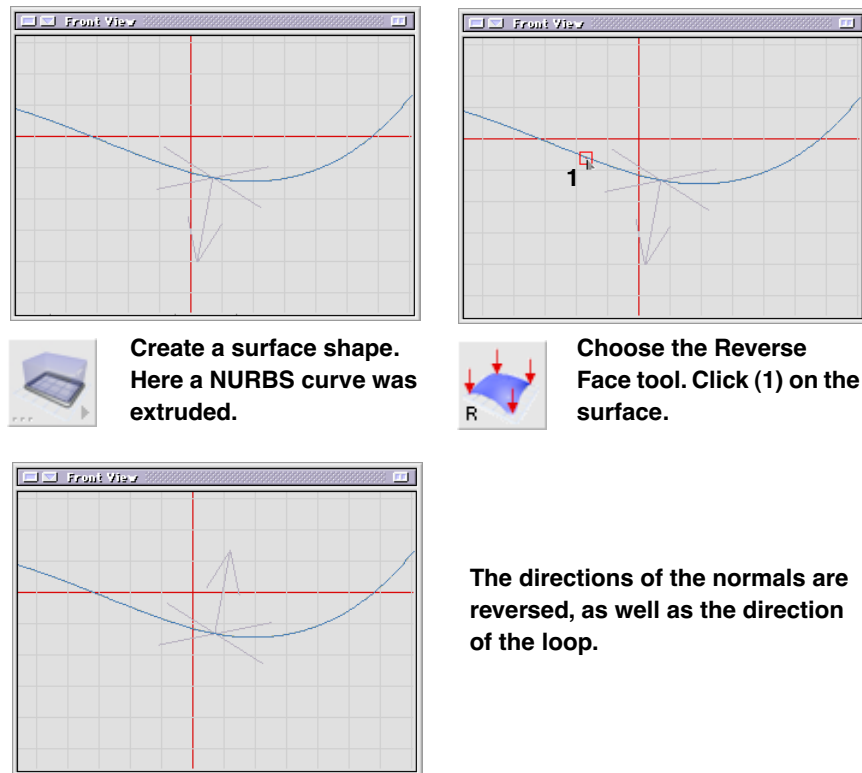 Front View
Front View
1
Create a surface shape.
Here a NURBS curve was
extruded.
R
Choose the Reverse
Face tool. Click (1) on the
surface.
Front View
The directions of the normals are
reversed, as well as the direction
of the loop.